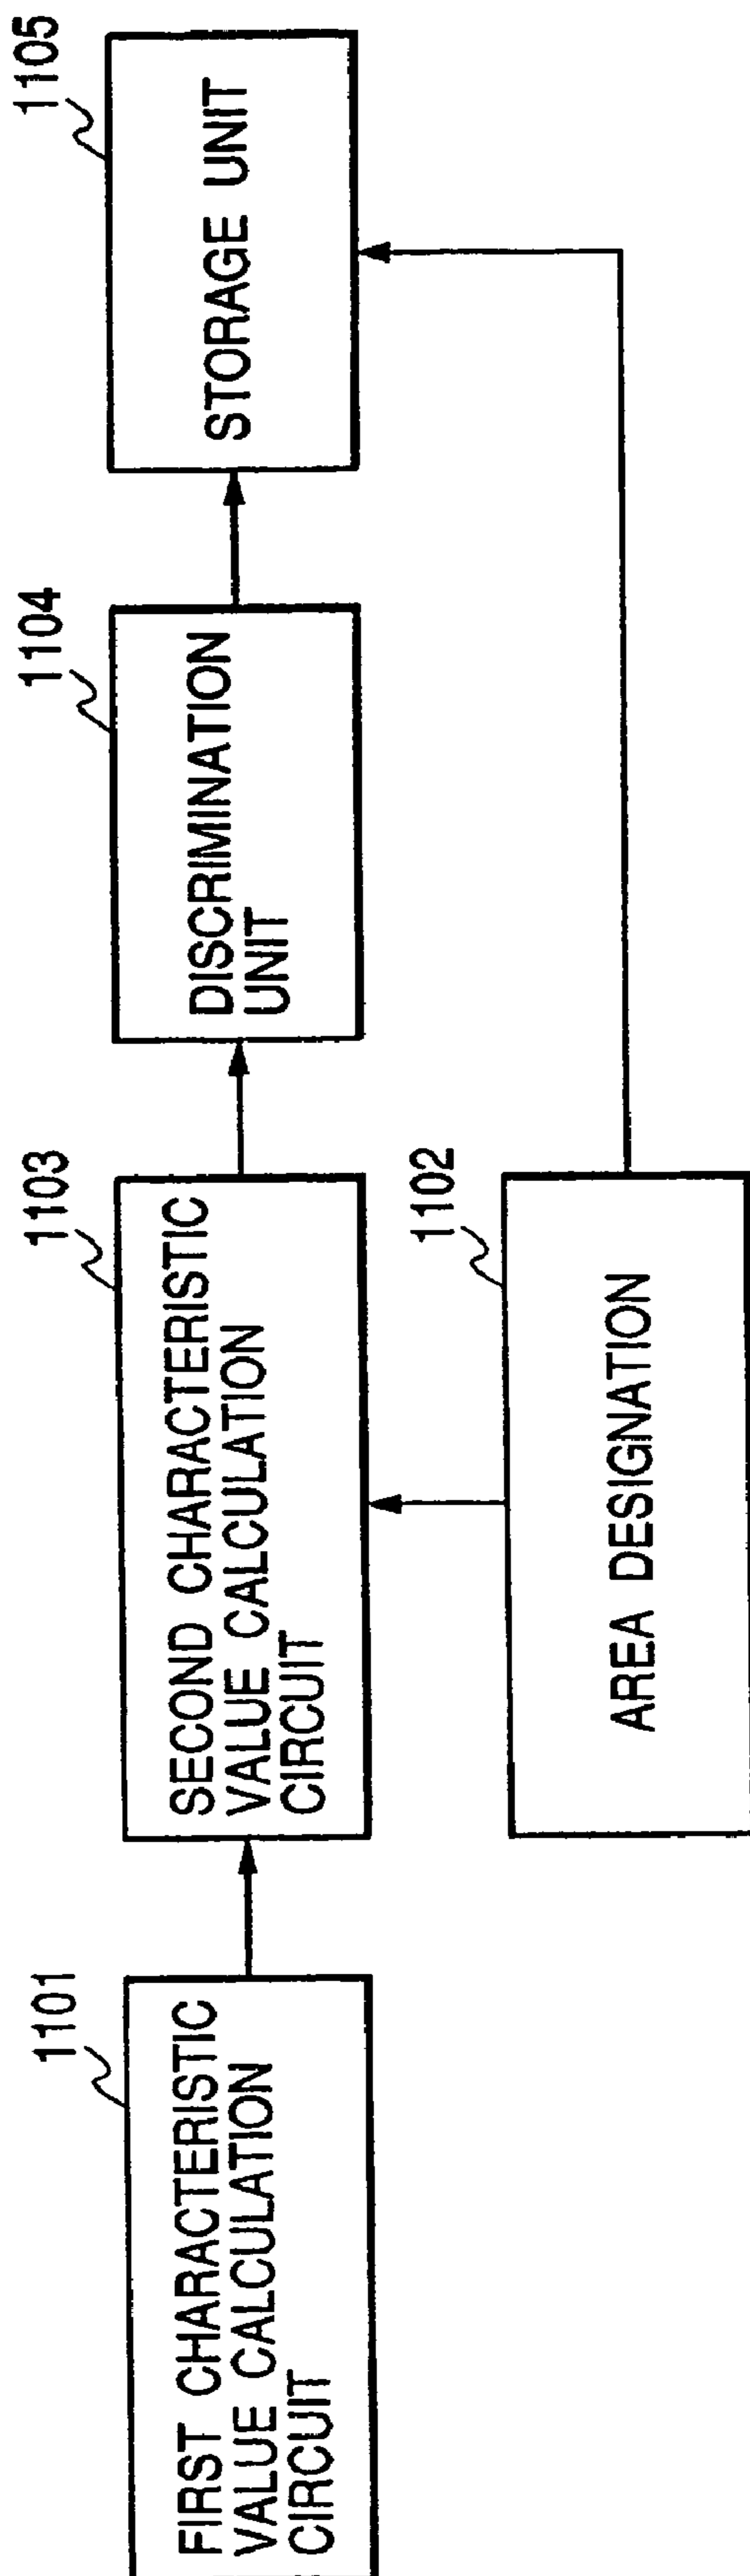 1101
FIRST CHARACTERISTIC
VALUE CALCULATION
CIRCUIT
1103
SECOND CHARACTERISTIC
VALUE CALCULATION
CIRCUIT
1104
DISCRIMINATION
UNIT
1105
STORAGE UNIT
1102
AREA DESIGNATION